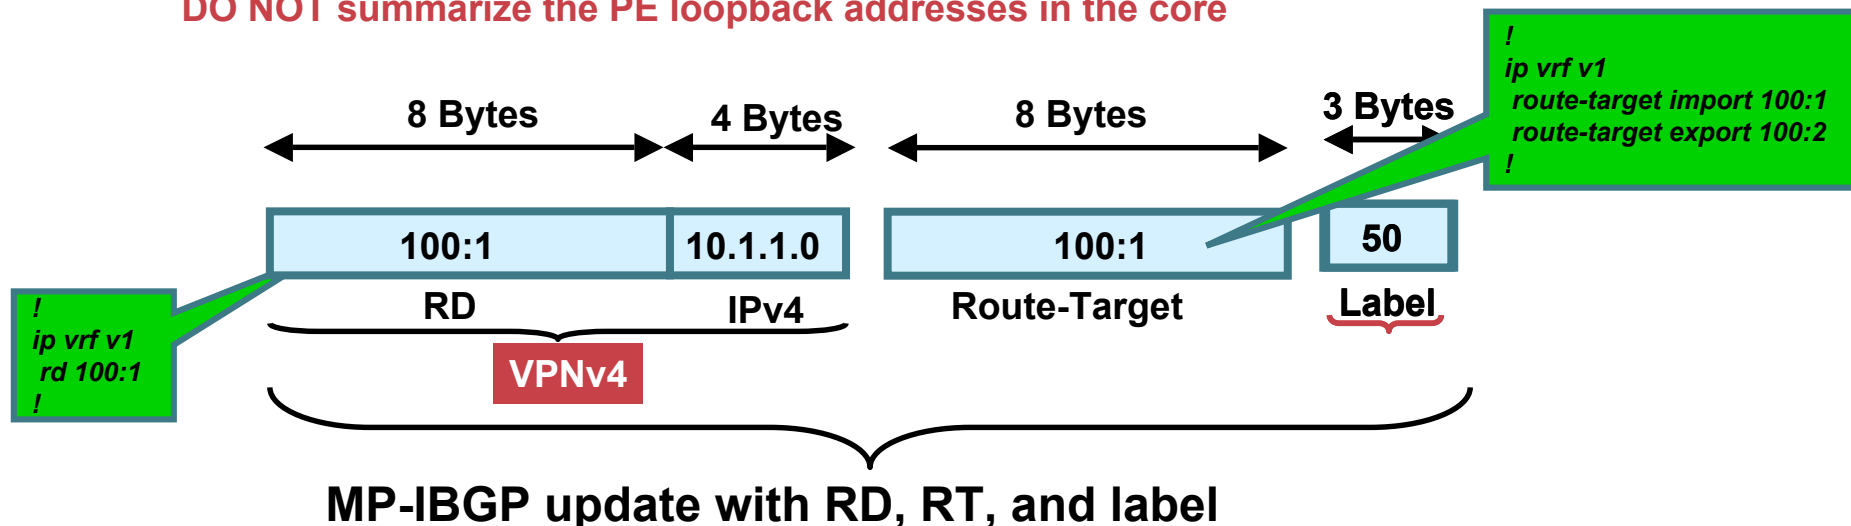 DO NOT summarize the PE loopback addresses in the core
!
ip vrf v1
route-target import 100:1
route-target export 100:2
!
8 Bytes
4 Bytes
8 Bytes
3 Bytes
100:1
10.1.1.0
100:1
50
RD
IPv4
Route-Target
Label
!
ip vrf v1
rd 100:1
!
VPNv4
MP-IBGP update with RD, RT, and label